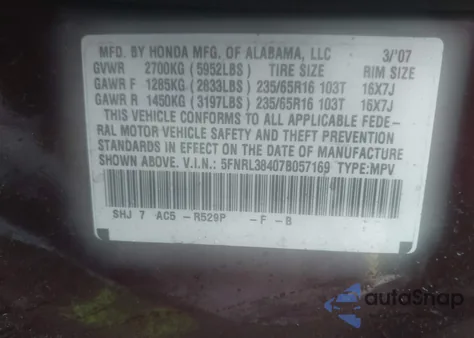 MFD. BY HONDA MFG. OF ALABAMA, LLC 3/'07
GVWR 2700KG (5952LBS) TIRE SIZE RIM SIZE
GAWR F 1285KG (2833LBS) 235/65R16 103T 16X7J
GAWR R 1450KG (3197LBS) 235/65R16 103T 16X7J
THIS VEHICLE CONFORMS TO ALL APPLICABLE FEDE-
RAL MOTOR VEHICLE SAFETY AND THEFT PREVENTION
STANDARDS IN EFFECT ON THE DATE OF MANUFACTURE
SHOWN ABOVE. V.I.N.: 5FNRL38407B057169 TYPE:MPV
SHJ 7 AC5 -R529P -F -B
autoSnap